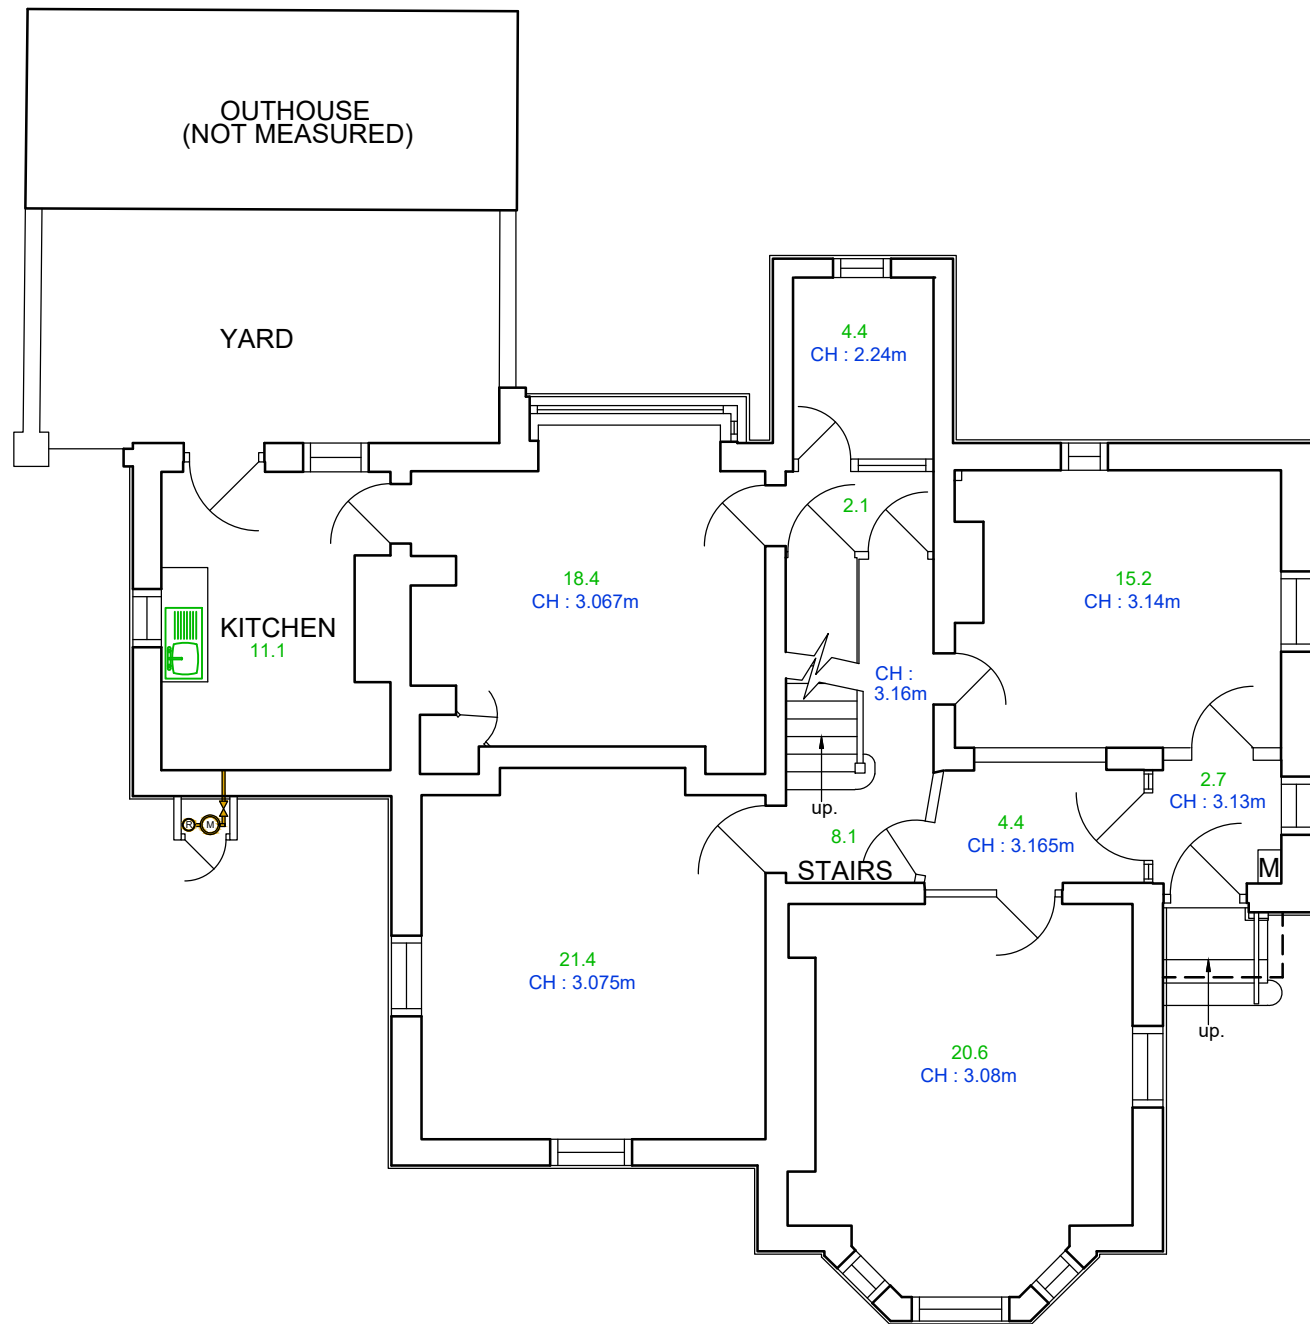 OUTHOUSE
(NOT MEASURED)
YARD
4.4
CH : 2.24m
2.1
18.4
CH : 3.067m
15.2
CH : 3.14m
KITCHEN
11.1
CH :
3.16m
2.7
CH : 3.13m
up.
8.1
STAIRS
4.4
CH : 3.165m
M
R
M
21.4
CH : 3.075m
up.
20.6
CH : 3.08m